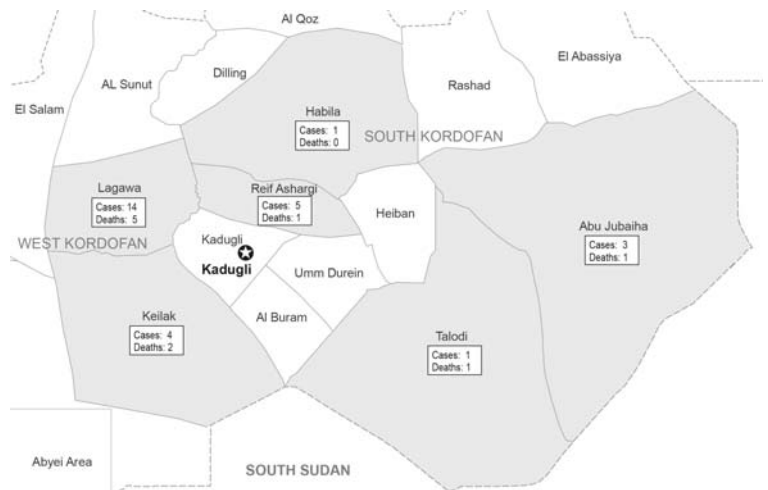 Al Qoz
El Abassiya
Dilling
AL Sunut
Rashad
El Salam
Habila
Cases: 1
Deaths: 0
SOUTH KORDOFAN
Lagawa
Cases: 14
Deaths: 5
Reif Ashargi
Cases: 5
Deaths: 1
Heiban
Abu Jubaiha
Cases: 3
Deaths: 1
WEST KORDOFAN
Kadugli
Kadugli
Umm Durein
Keilak
Cases: 4
Deaths: 2
Al Buram
Talodi
Cases: 1
Deaths: 1
Abyei Area
SOUTH SUDAN